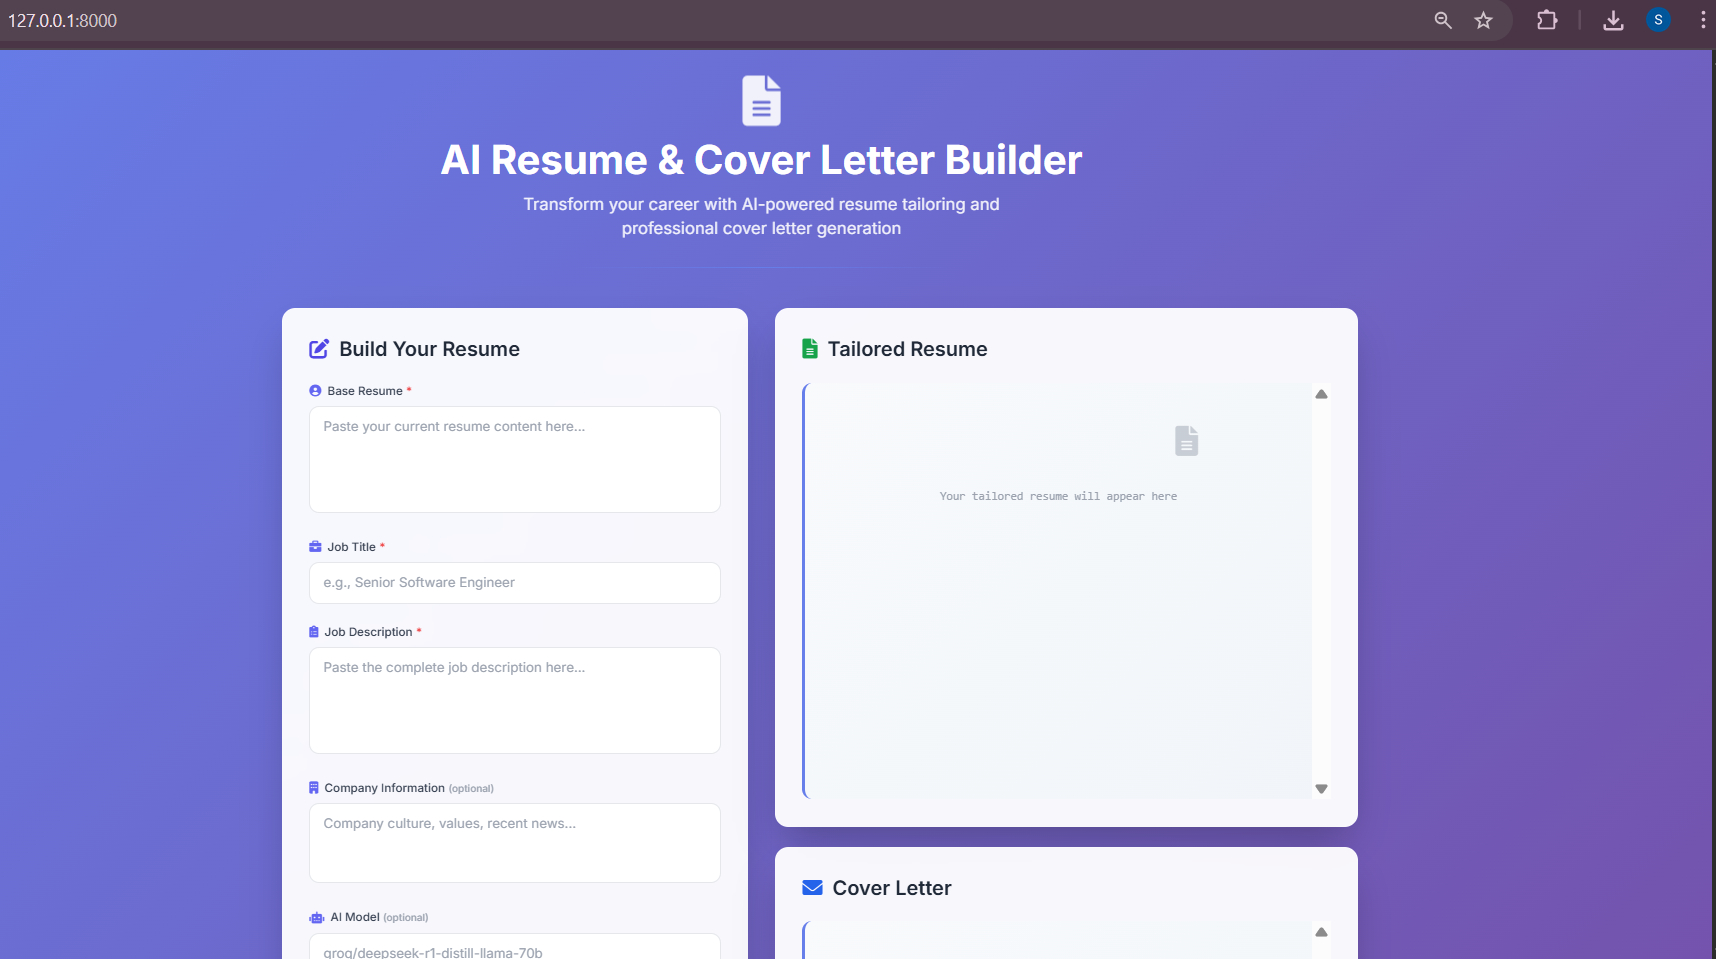 127.0.0.1:8000
S
AI Resume & Cover Letter Builder
Transform your career with AI-powered resume tailoring and
professional cover letter generation
Build Your Resume
Base Resume *
Paste your current resume content here...
Job Title *
e.g., Senior Software Engineer
Job Description *
Paste the complete job description here...
Company Information (optional)
Company culture, values, recent news...
AI Model (optional)
groq/deepseek-r1-distill-llama-70b
Tailored Resume
Your tailored resume will appear here
Cover Letter